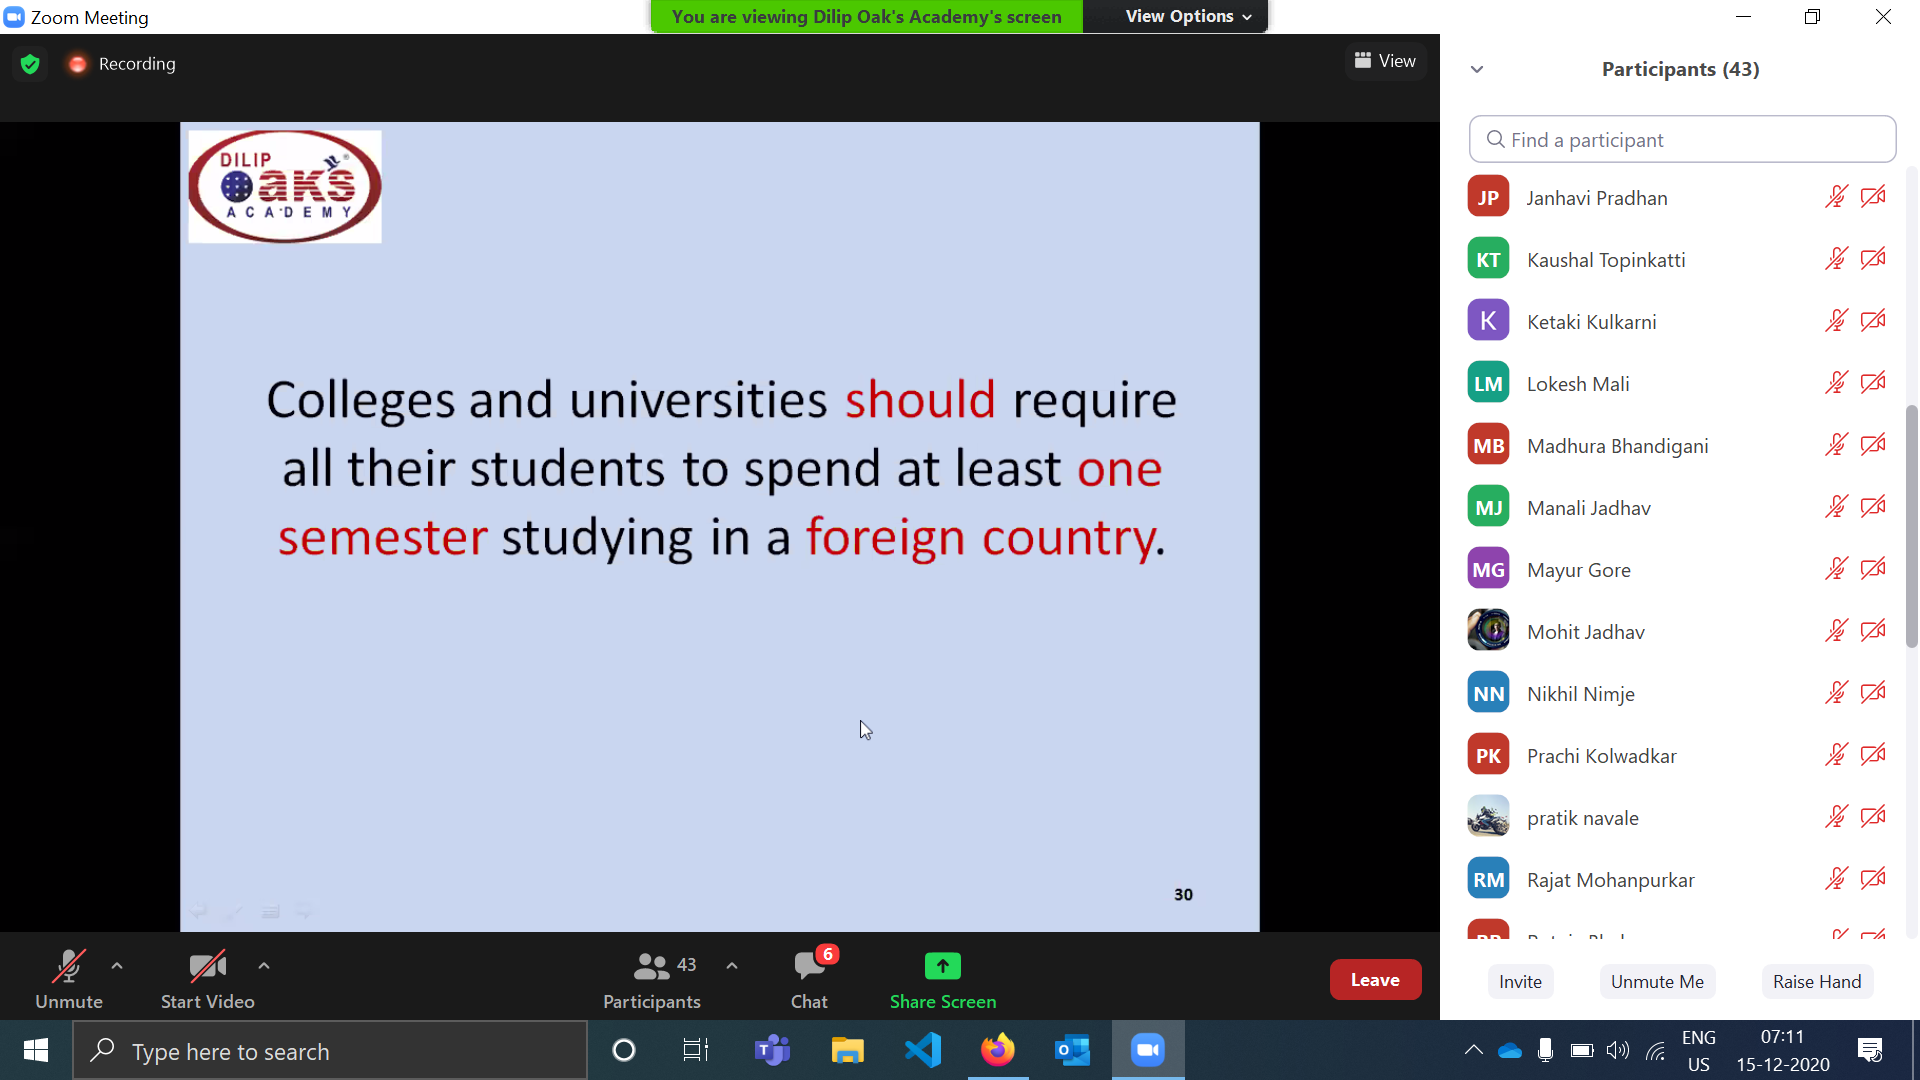 Zoom Meeting
You are viewing Dilip Oak's Academy's screen
View Options
Recording
View
DILIP
Oak's
ACADEMY
Colleges and universities should require
all their students to spend at least one
semester studying in a foreign country.
30
Participants (43)
Find a participant
JP Janhavi Pradhan
KT Kaushal Topinkatti
K Ketaki Kulkarni
LM Lokesh Mali
MB Madhura Bhandigani
MJ Manali Jadhav
MG Mayur Gore
Mohit Jadhav
NN Nikhil Nimje
PK Prachi Kolwadkar
pratik navale
RM Rajat Mohanpurkar
Invite
Unmute Me
Raise Hand
Unmute
Start Video
43
Participants
6
Chat
Share Screen
Leave
Type here to search
ENG
US
07:11
15-12-2020